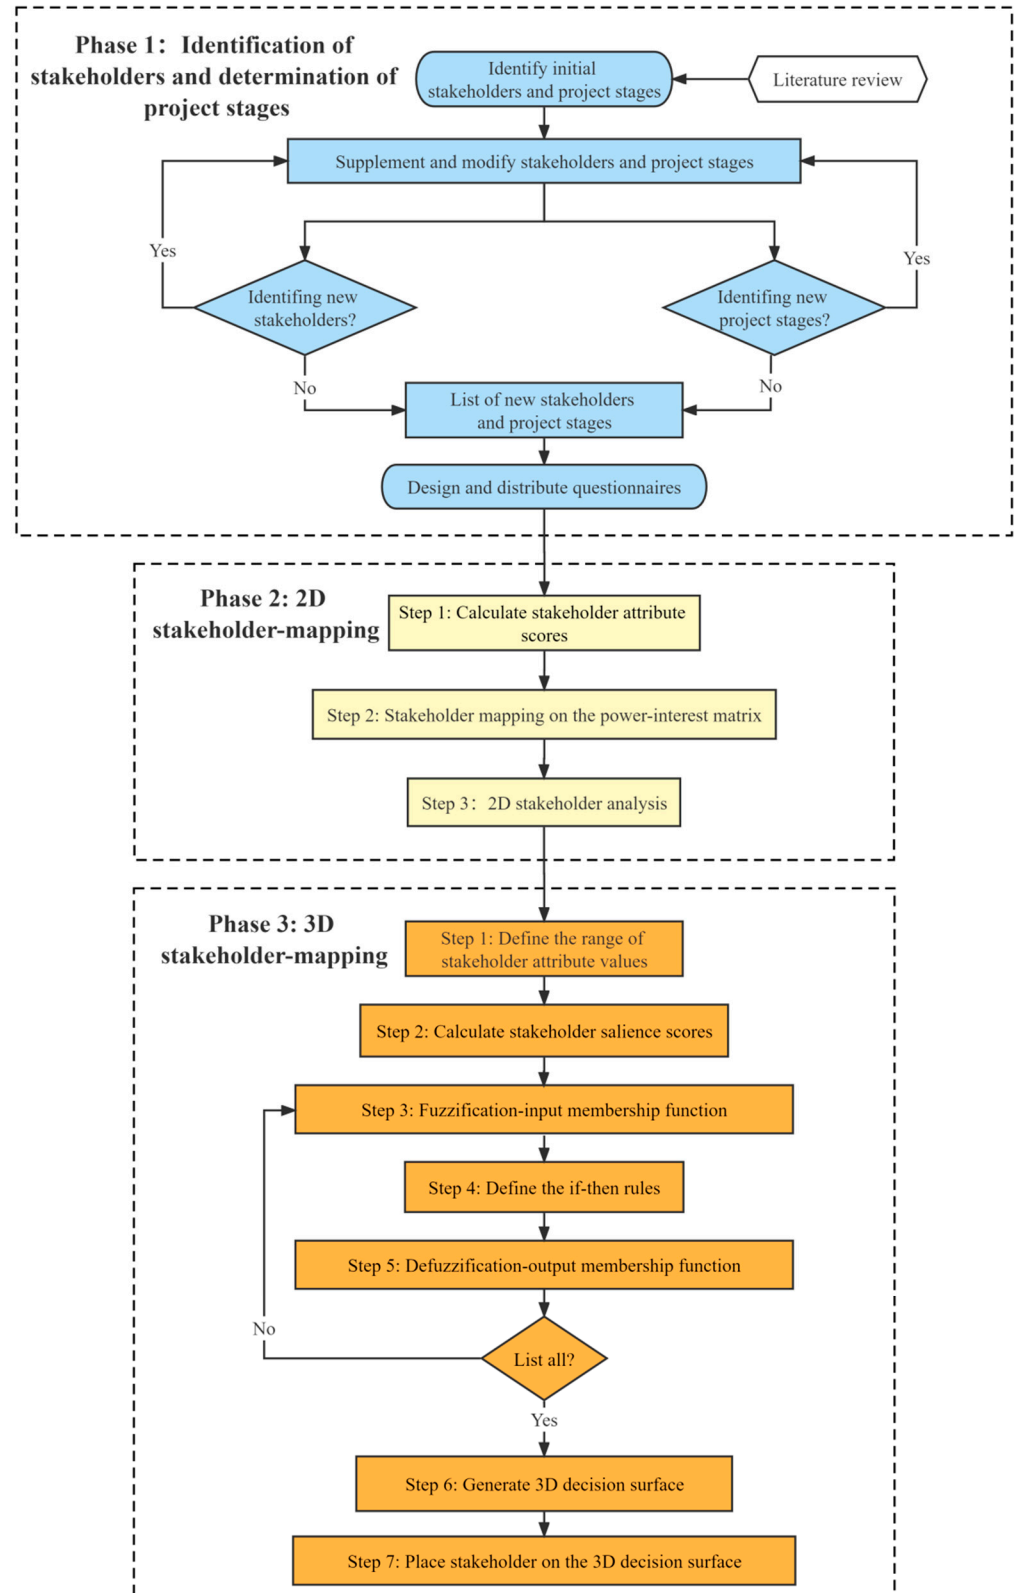 Phase 1：Identification of
stakeholders and determination of
project stages
Identify initial
stakeholders and project stages
Literature review
Supplement and modify stakeholders and project stages
Yes
Yes
Identifing new
stakeholders?
Identifing new
project stages?
No
No
List of new stakeholders
and project stages
Design and distribute questionnaires
Phase 2: 2D
stakeholder-mapping
Step 1: Calculate stakeholder attribute
scores
Step 2: Stakeholder mapping on the power-interest matrix
Step 3：2D stakeholder analysis
Phase 3: 3D
stakeholder-mapping
Step 1: Define the range of
stakeholder attribute values
Step 2: Calculate stakeholder salience scores
Step 3: Fuzzification-input membership function
Step 4: Define the if-then rules
Step 5: Defuzzification-output membership function
No
List all?
Yes
Step 6: Generate 3D decision surface
Step 7: Place stakeholder on the 3D decision surface